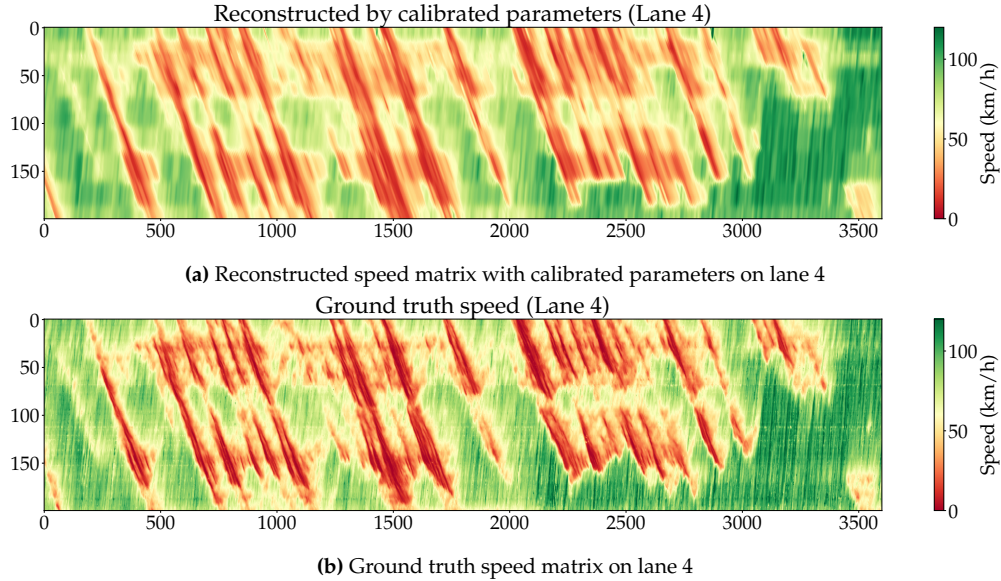 Reconstructed by calibrated parameters (Lane 4)
0
50
100
150
0 500 1000 1500 2000 2500 3000 3500
100
50
0
Speed (km/h)
(a) Reconstructed speed matrix with calibrated parameters on lane 4
Ground truth speed (Lane 4)
0
50
100
150
0 500 1000 1500 2000 2500 3000 3500
100
50
0
Speed (km/h)
(b) Ground truth speed matrix on lane 4